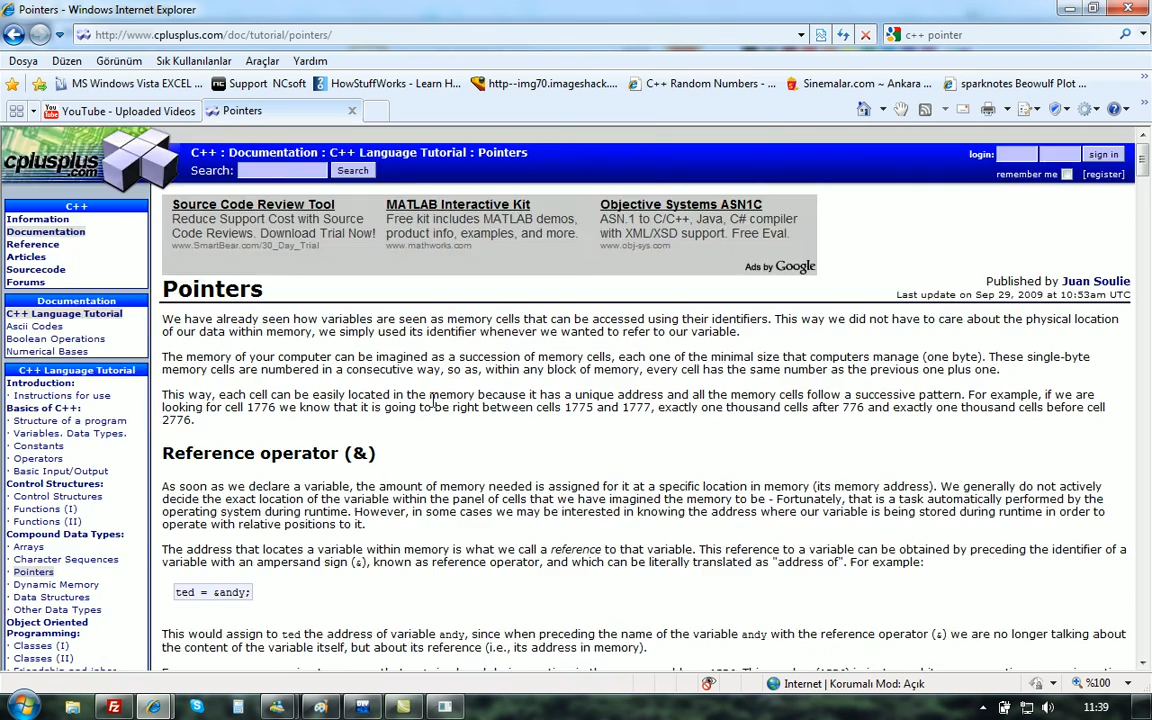 Pointers - Windows Internet Explorer
http://www.cplusplus.com/doc/tutorial/pointers/
c++ pointer
Dosya Düzen Görünüm Sık Kullanılanlar Araçlar Yardım
MS Windows Vista EXCEL ... Support NCsoft HowStuffWorks - Learn H... http--img70.imageshack... C++ Random Numbers - ... Sinemalar.com ~ Ankara ... sparknotes Beowulf Plot ...
YouTube - Uploaded Videos Pointers
cplusplus.com
C++ : Documentation : C++ Language Tutorial : Pointers
Search: Search
login: sign in
remember me [register]
C++
Information
Documentation
Reference
Articles
Sourcecode
Forums
Documentation
C++ Language Tutorial
Ascii Codes
Boolean Operations
Numerical Bases
C++ Language Tutorial
Introduction:
· Instructions for use
Basics of C++:
· Structure of a program
· Variables. Data Types.
· Constants
· Operators
· Basic Input/Output
Control Structures:
· Control Structures
· Functions (I)
· Functions (II)
Compound Data Types:
· Arrays
· Character Sequences
· Pointers
· Dynamic Memory
· Data Structures
· Other Data Types
Object Oriented
Programming:
· Classes (I)
· Classes (II)
Source Code Review Tool
Reduce Support Cost with Source
Code Reviews. Download Trial Now!
www.SmartBear.com/30_Day_Trial
MATLAB Interactive Kit
Free kit includes MATLAB demos,
product info, examples, and more.
www.mathworks.com
Objective Systems ASN1C
ASN.1 to C/C++, Java, C# compiler
with XML/XSD support. Free Eval.
www.obj-sys.com
Ads by Google
Pointers
Published by Juan Soulie
Last update on Sep 29, 2009 at 10:53am UTC
We have already seen how variables are seen as memory cells that can be accessed using their identifiers. This way we did not have to care about the physical location
of our data within memory, we simply used its identifier whenever we wanted to refer to our variable.
The memory of your computer can be imagined as a succession of memory cells, each one of the minimal size that computers manage (one byte). These single-byte
memory cells are numbered in a consecutive way, so as, within any block of memory, every cell has the same number as the previous one plus one.
This way, each cell can be easily located in the memory because it has a unique address and all the memory cells follow a successive pattern. For example, if we are
looking for cell 1776 we know that it is going to be right between cells 1775 and 1777, exactly one thousand cells after 776 and exactly one thousand cells before cell
2776.
Reference operator (&)
As soon as we declare a variable, the amount of memory needed is assigned for it at a specific location in memory (its memory address). We generally do not actively
decide the exact location of the variable within the panel of cells that we have imagined the memory to be - Fortunately, that is a task automatically performed by the
operating system during runtime. However, in some cases we may be interested in knowing the address where our variable is being stored during runtime in order to
operate with relative positions to it.
The address that locates a variable within memory is what we call a reference to that variable. This reference to a variable can be obtained by preceding the identifier of
a variable with an ampersand sign (&), known as reference operator, and which can be literally translated as "address of". For example:
ted = &andy;
This would assign to ted the address of variable andy, since when preceding the name of the variable andy with the reference operator (&) we are no longer talking about
the content of the variable itself, but about its reference (i.e., its address in memory).
Internet | Korumalı Mod: Açık
%100
11:39